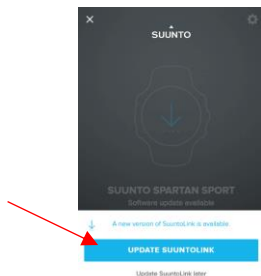 SUUNTO
SUUNTO SPARTAN SPORT
Software update available
A new version of SuuntoLink is available
UPDATE SUUNTOLINK
Update SuuntoLink later